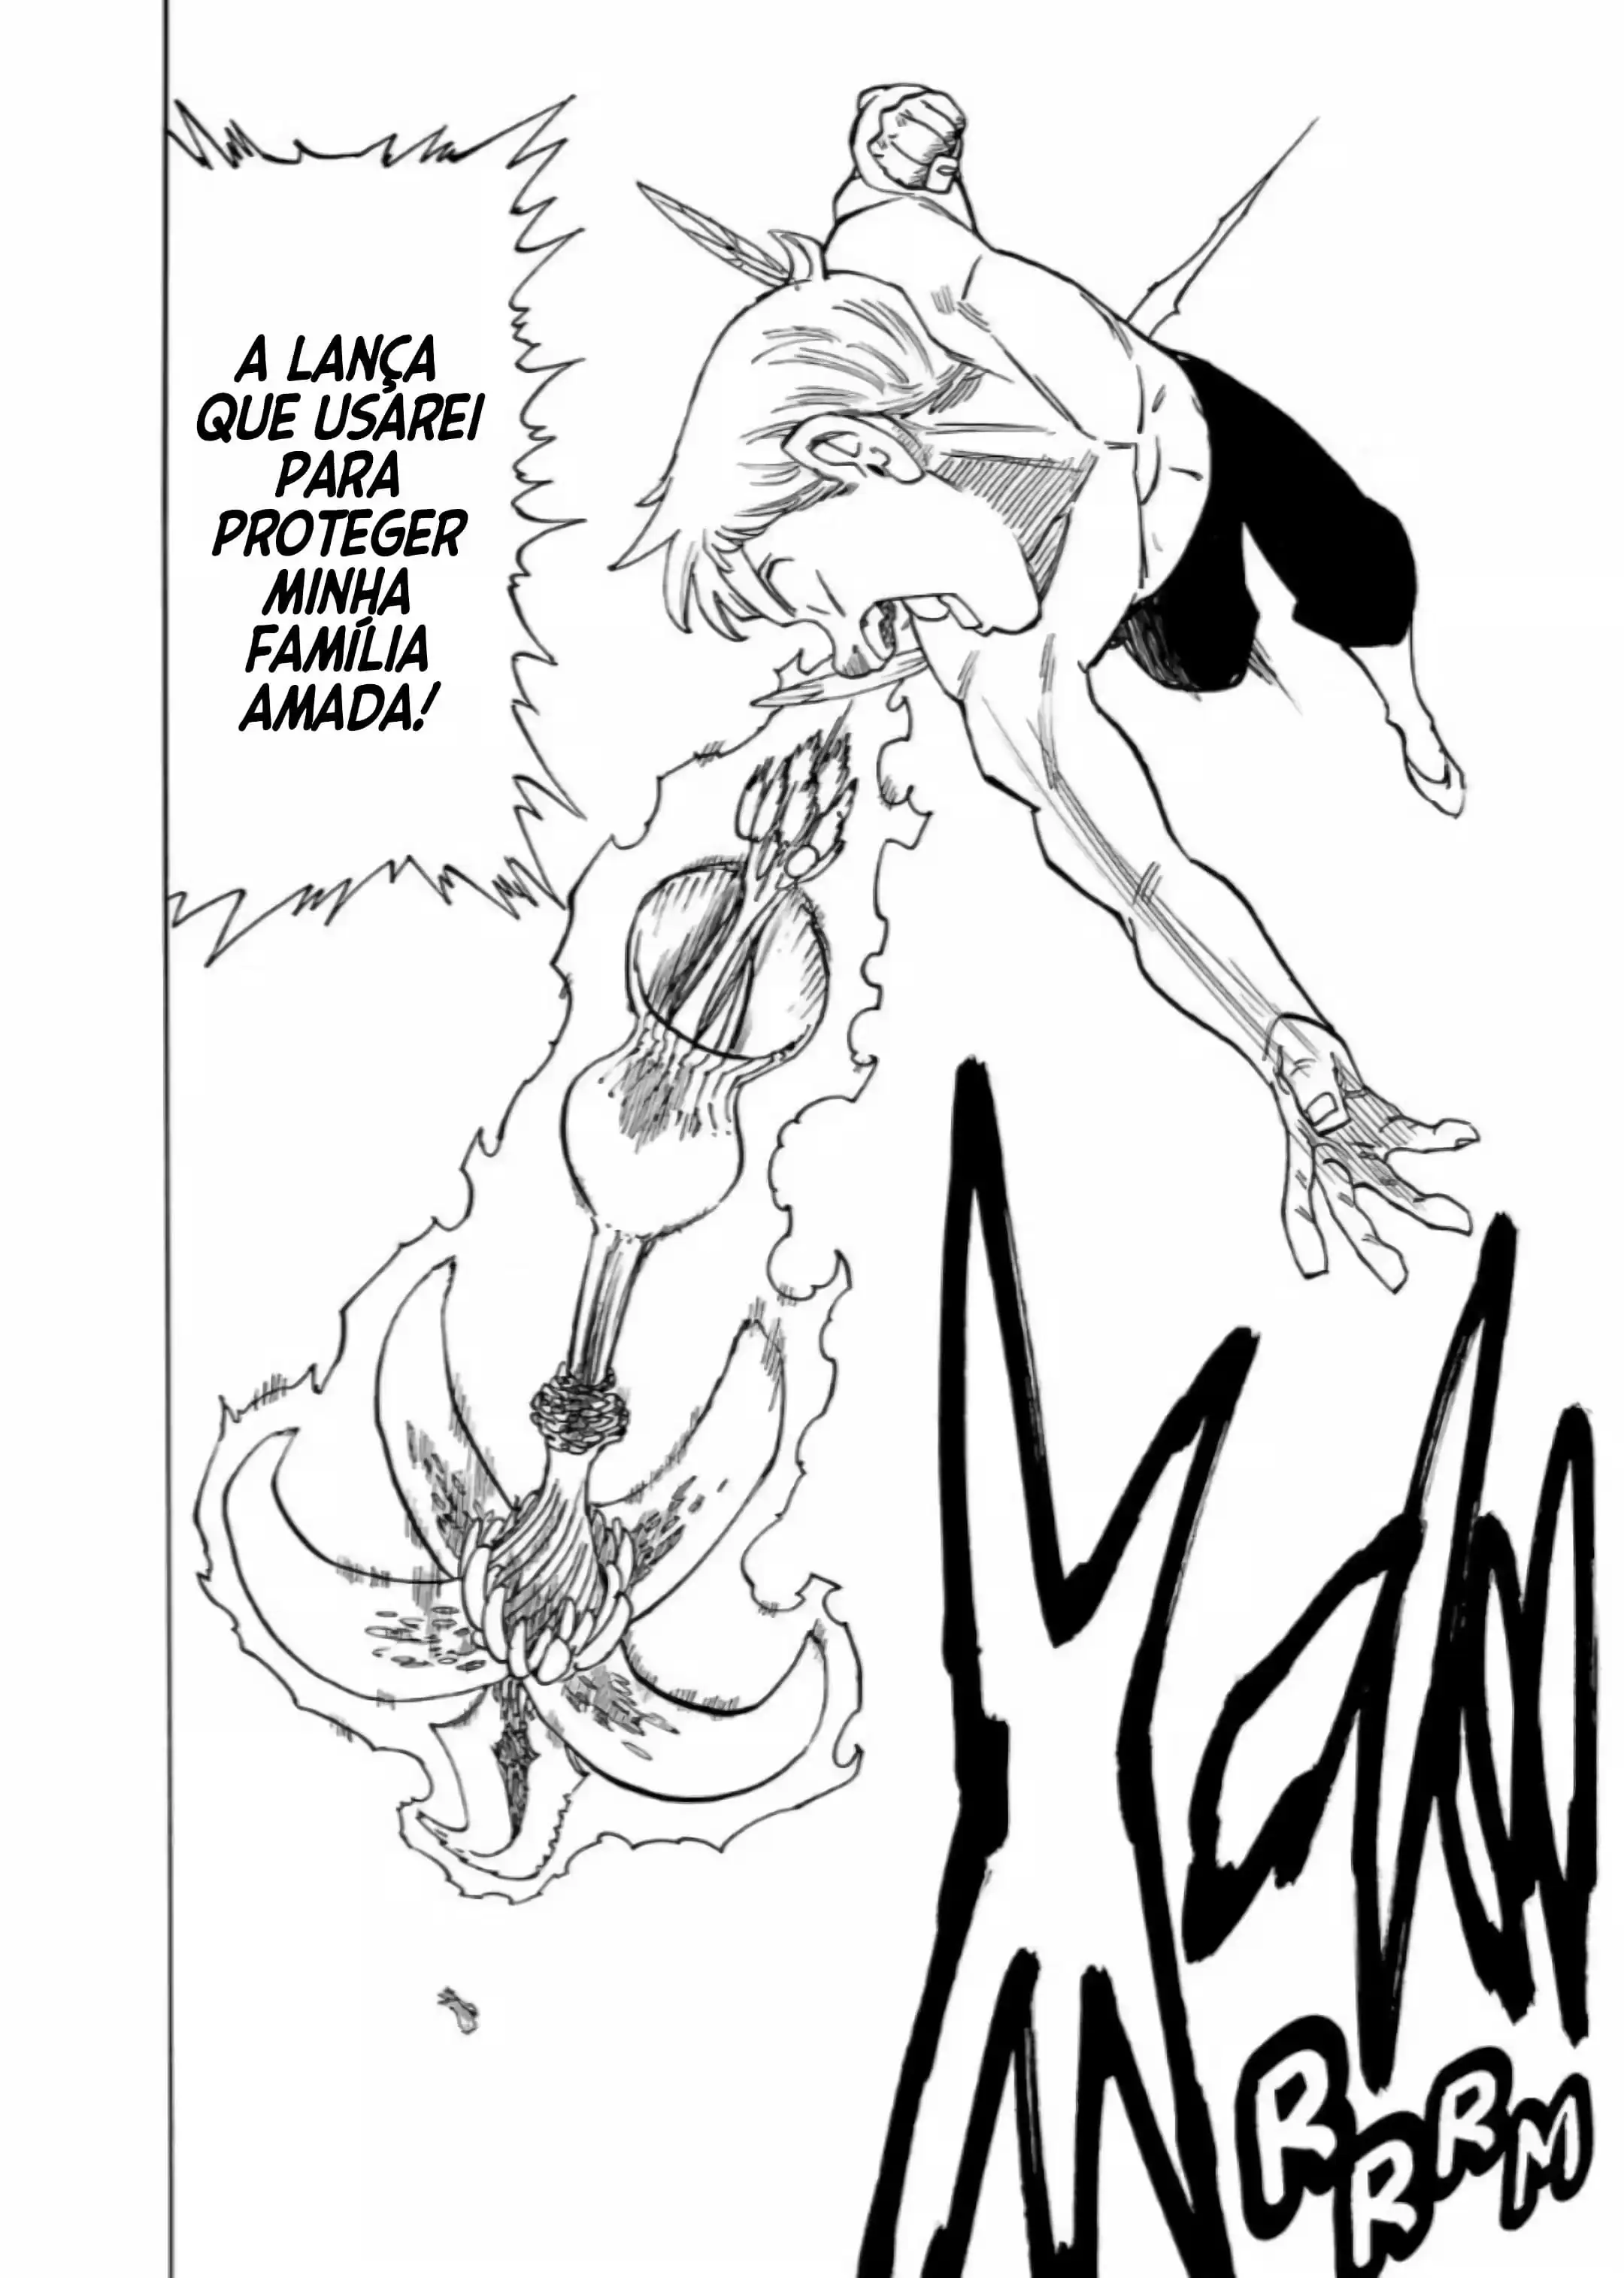 A LANÇA
QUE USAREI
PARA
PROTEGER
MINHA
FAMÍLIA
AMADA!
RRRM